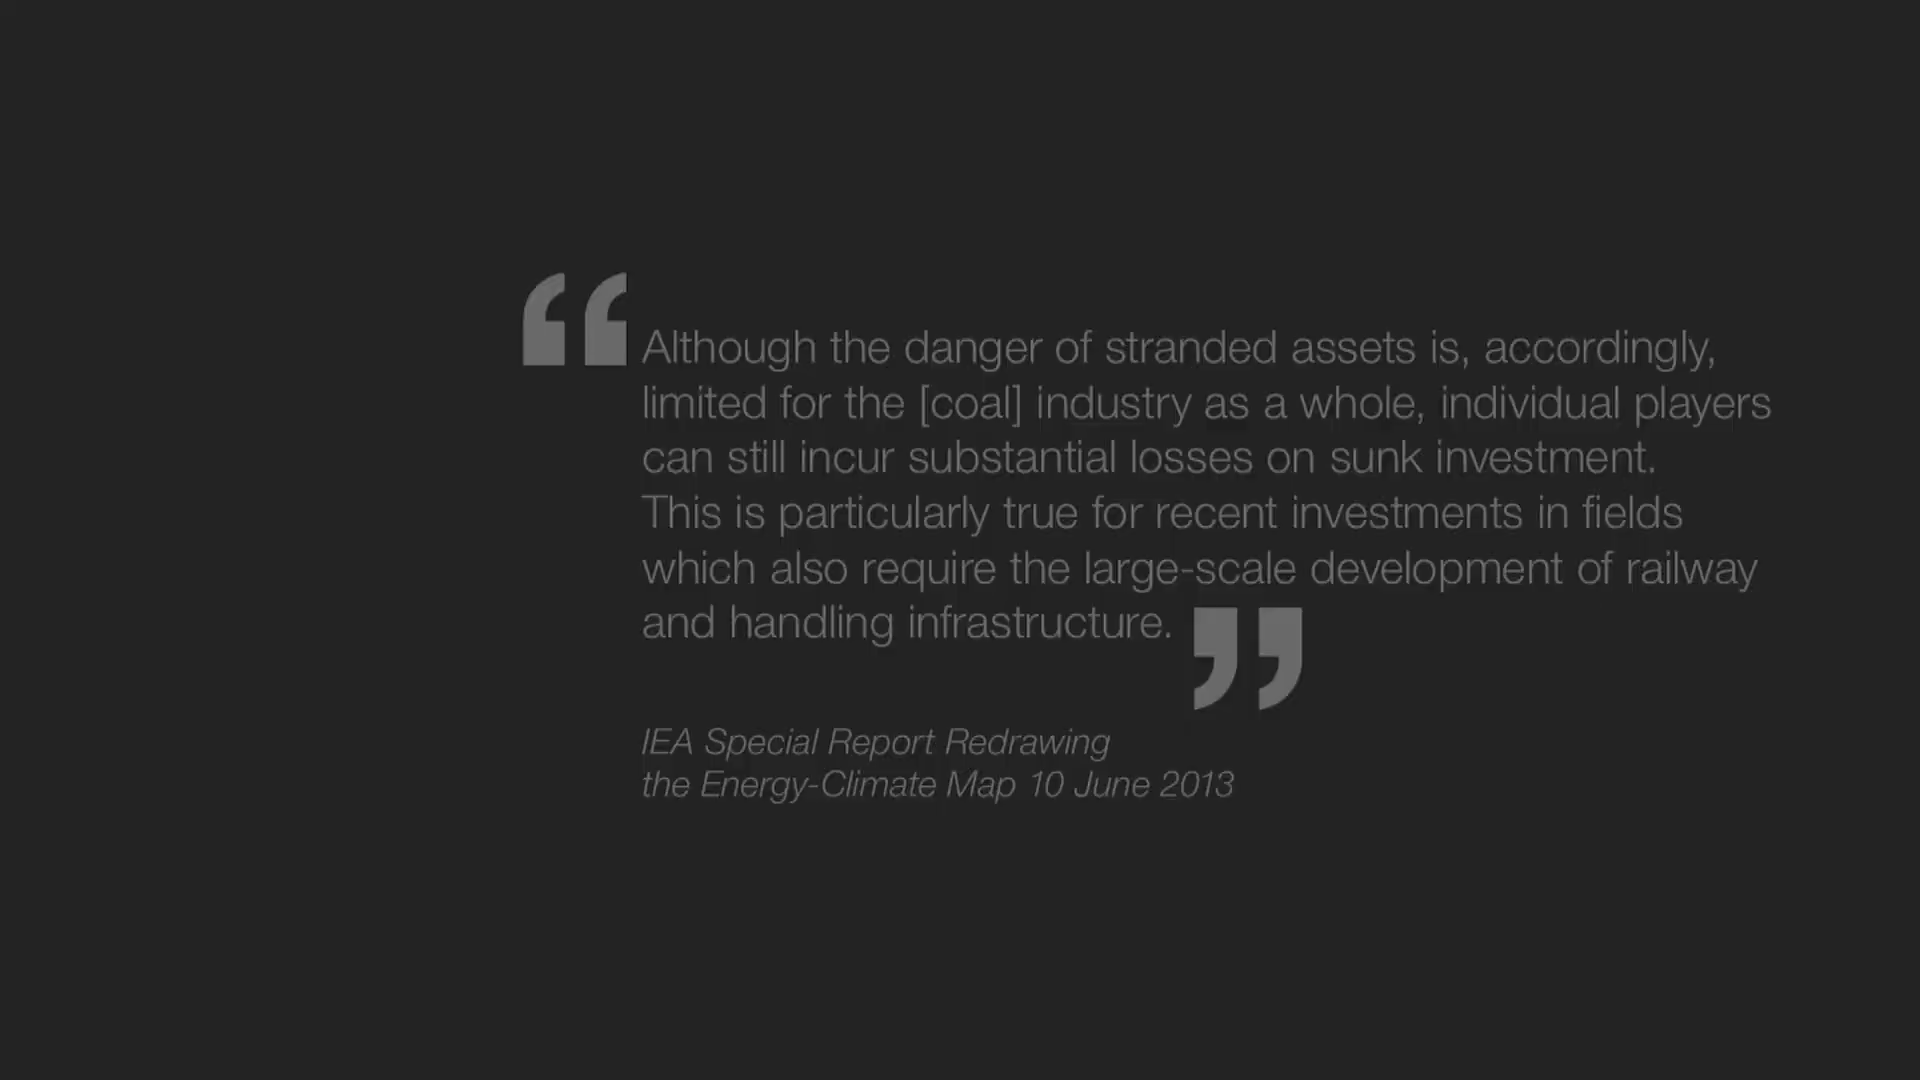 “Although the danger of stranded assets is, accordingly,
limited for the [coal] industry as a whole, individual players
can still incur substantial losses on sunk investment.
This is particularly true for recent investments in fields
which also require the large-scale development of railway
and handling infrastructure.”
IEA Special Report Redrawing
the Energy-Climate Map 10 June 2013